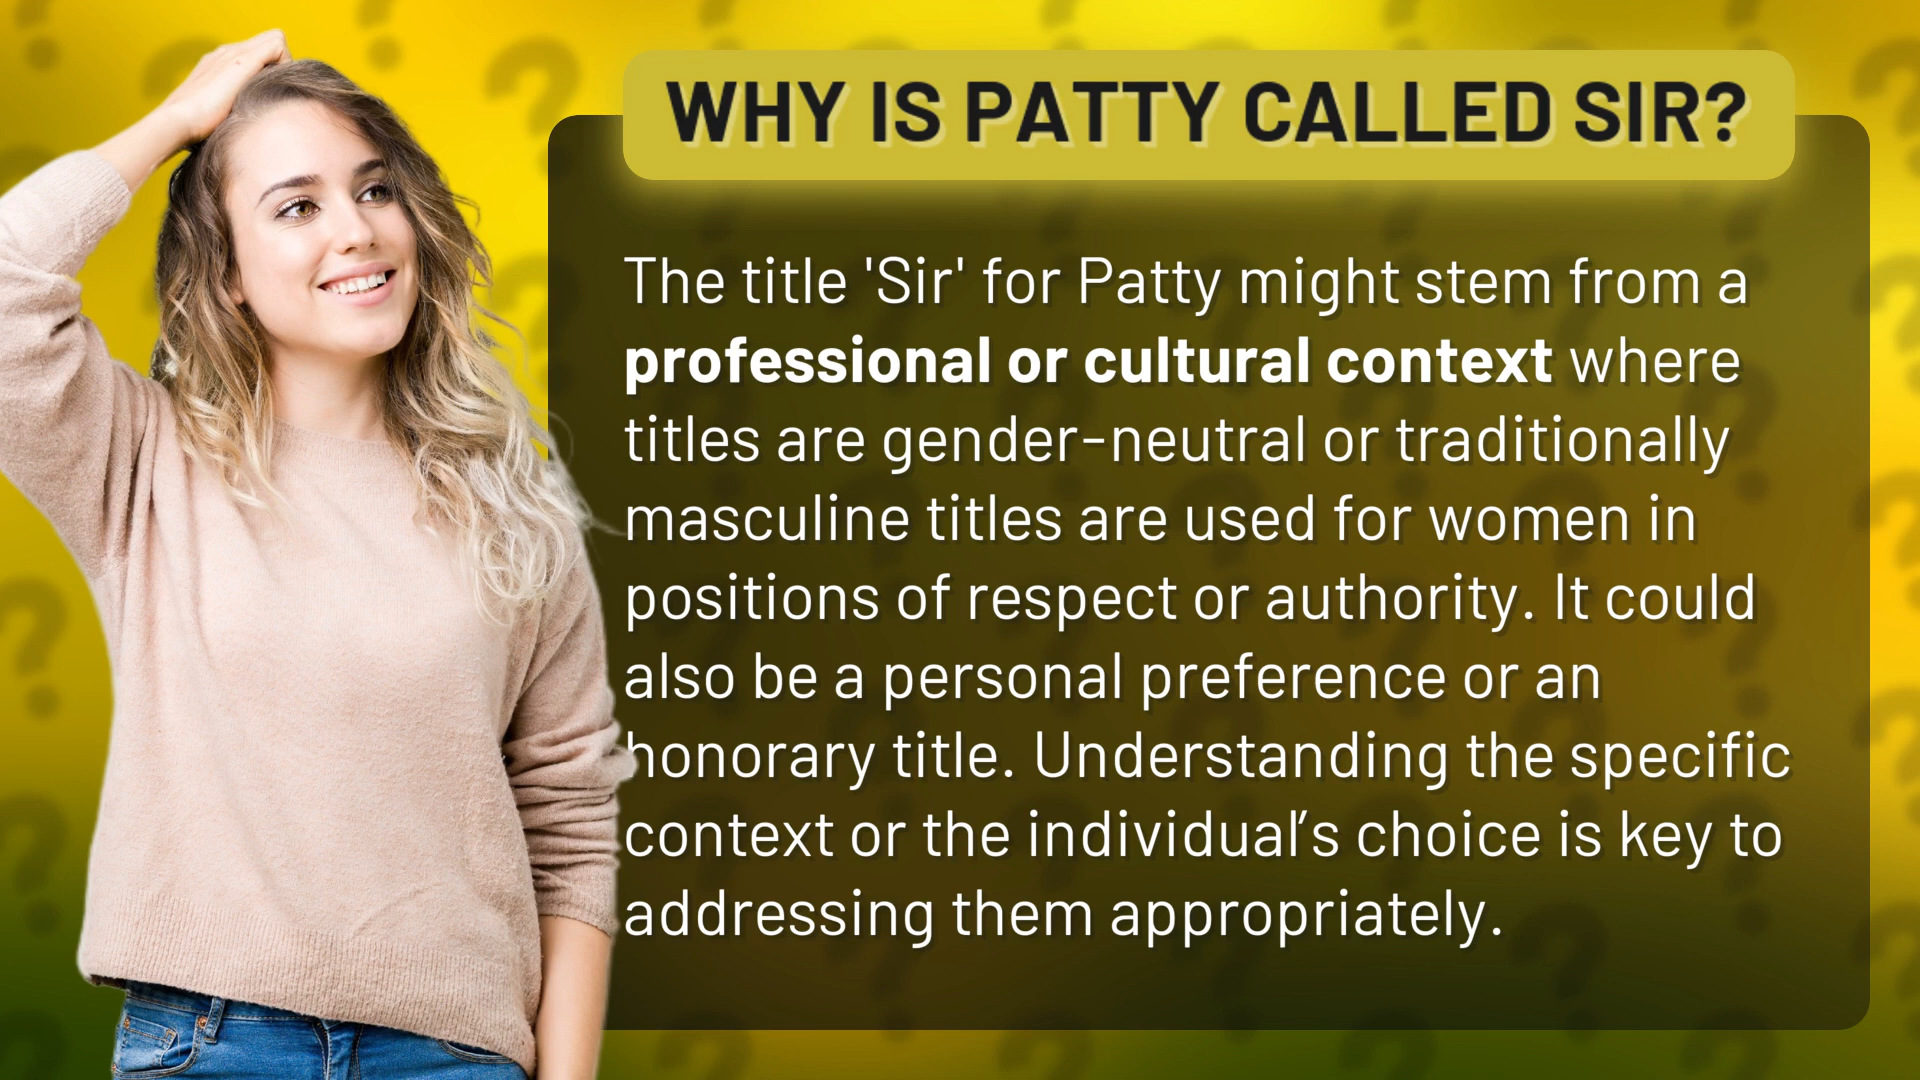 WHY IS PATTY CALLED SIR?
The title 'Sir' for Patty might stem from a
professional or cultural context where
titles are gender-neutral or traditionally
masculine titles are used for women in
positions of respect or authority. It could
also be a personal preference or an
honorary title. Understanding the specific
context or the individual’s choice is key to
addressing them appropriately.